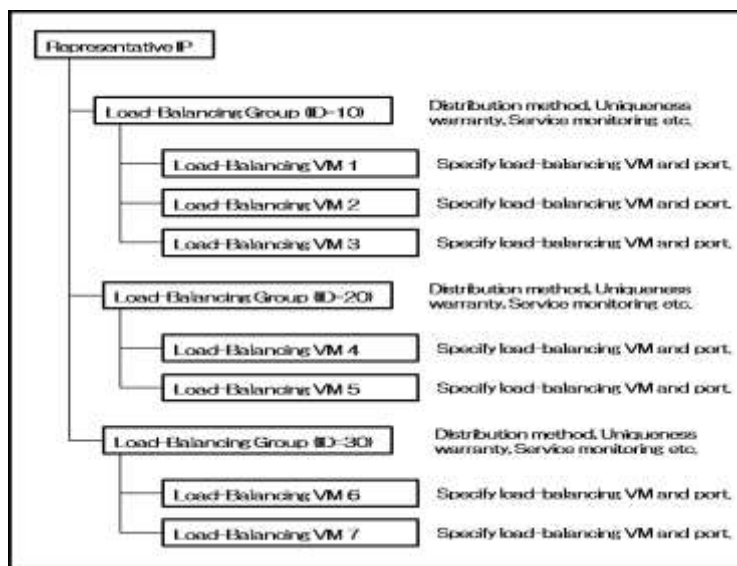 Representative IP
Load-Balancing Group (ID-10)
Distribution method, Uniqueness
warranty, Service monitoring etc.
Load-Balancing VM 1
Specify load-balancing VM and port.
Load-Balancing VM 2
Specify load-balancing VM and port.
Load-Balancing VM 3
Specify load-balancing VM and port.
Load-Balancing Group (ID-20)
Distribution method, Uniqueness
warranty, Service monitoring etc.
Load-Balancing VM 4
Specify load-balancing VM and port.
Load-Balancing VM 5
Specify load-balancing VM and port.
Load-Balancing Group (ID-30)
Distribution method, Uniqueness
warranty, Service monitoring etc.
Load-Balancing VM 6
Specify load-balancing VM and port.
Load-Balancing VM 7
Specify load-balancing VM and port.